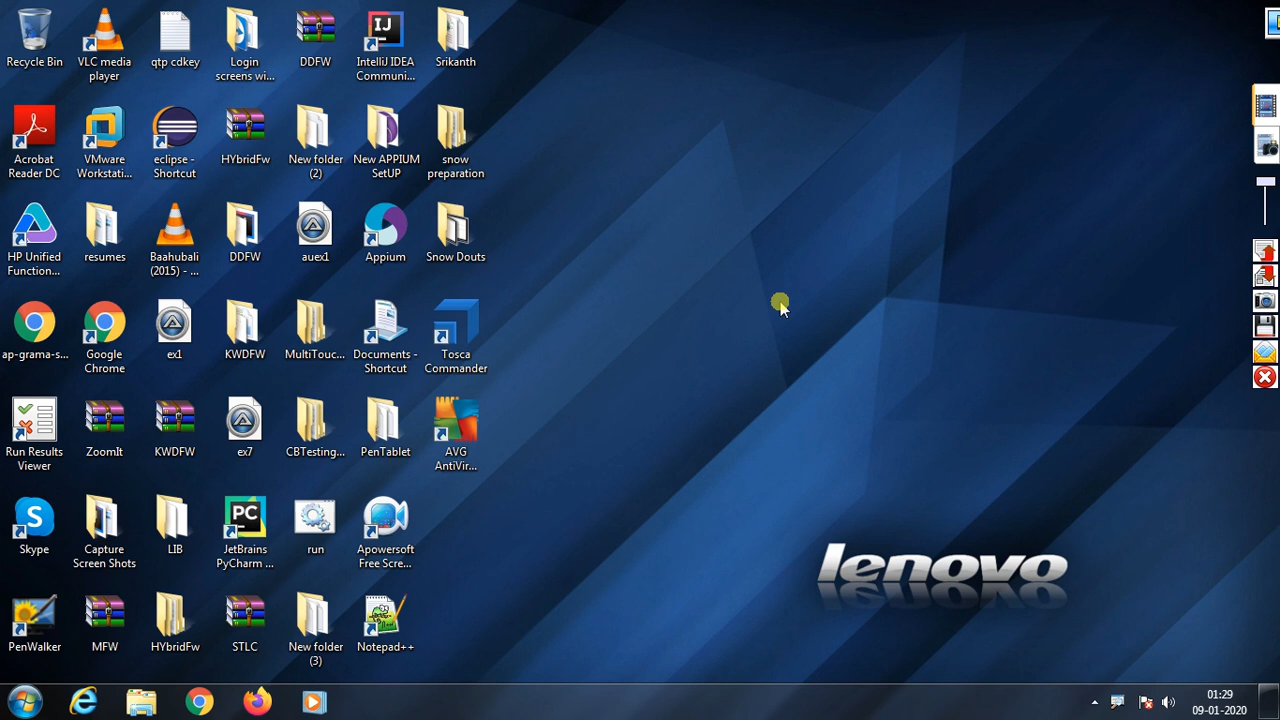 Recycle Bin
VLC media
player
qtp cdkey
Login
screens wi...
DDFW
IntelliJ IDEA
Communi...
Srikanth
Acrobat
Reader DC
VMware
Workstati...
eclipse -
Shortcut
HYbridFw
New folder
(2)
New APPIUM
SetUP
snow
preparation
HP Unified
Function...
resumes
Baahubali
(2015) - ...
DDFW
auex1
Appium
Snow Douts
ap-grama-s...
Google
Chrome
ex1
KWDFW
MultiTouc...
Documents -
Shortcut
Tosca
Commander
Run Results
Viewer
ZoomIt
KWDFW
ex7
CBTesting...
PenTablet
AVG
AntiVir...
Skype
Capture
Screen Shots
LIB
JetBrains
PyCharm ...
run
Apowersoft
Free Scre...
PenWalker
MFW
HYbridFw
STLC
New folder
(3)
Notepad++
lenovo
01:29
09-01-2020